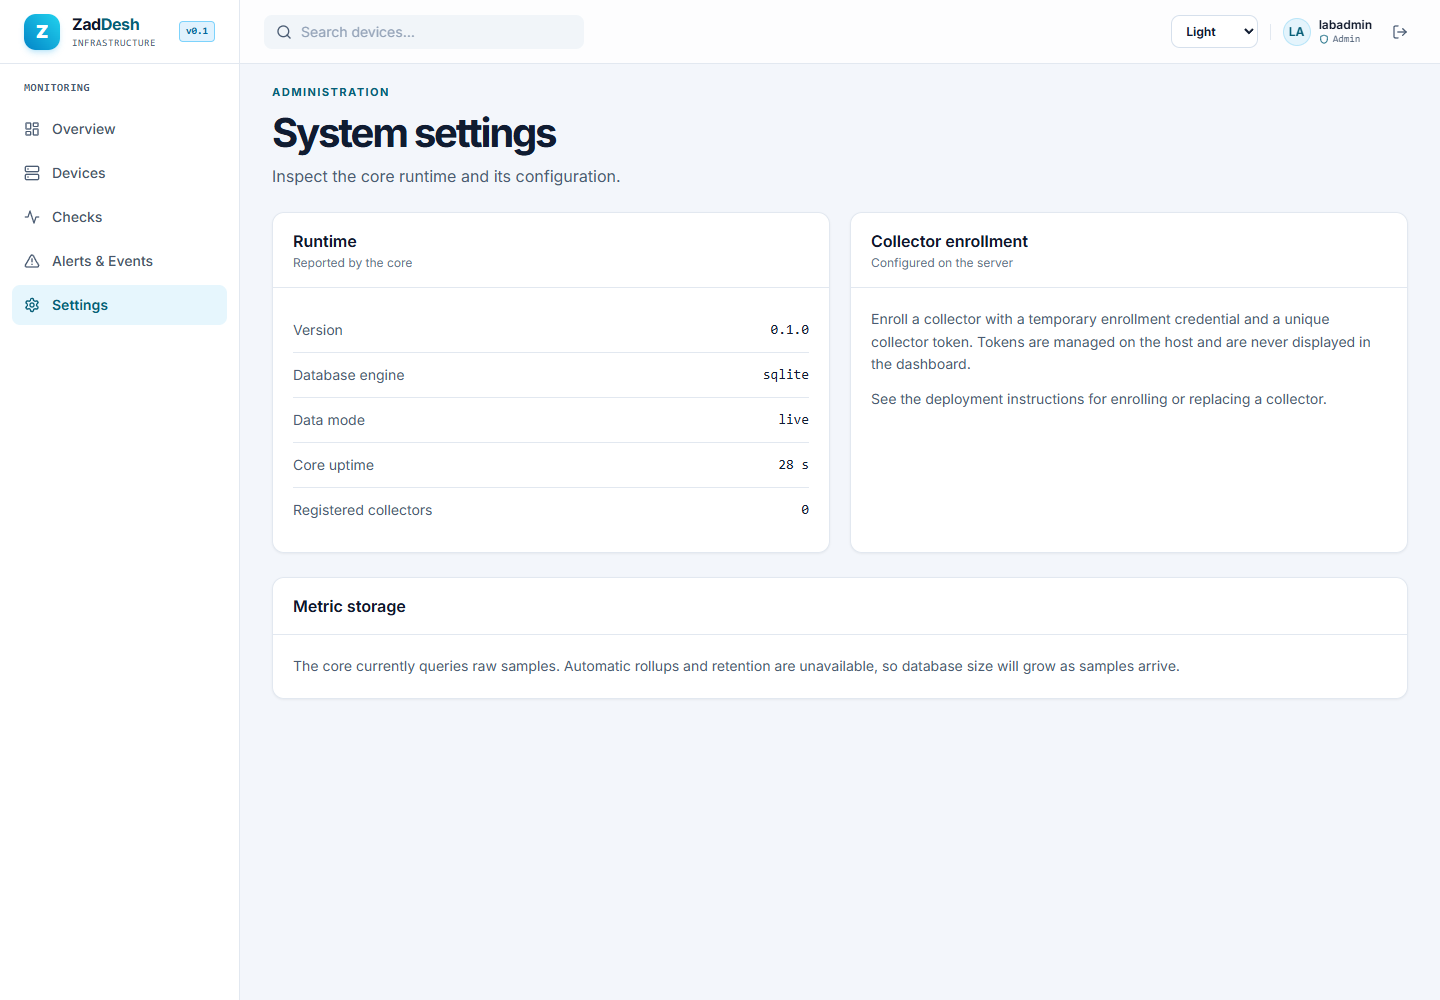 Z
ZadDesh
INFRASTRUCTURE
v0.1
Search devices...
Light
LA
labadmin
Admin
MONITORING
Overview
Devices
Checks
Alerts & Events
Settings
ADMINISTRATION
System settings
Inspect the core runtime and its configuration.
Runtime
Reported by the core
Version 0.1.0
Database engine sqlite
Data mode live
Core uptime 28 s
Registered collectors 0
Collector enrollment
Configured on the server
Enroll a collector with a temporary enrollment credential and a unique
collector token. Tokens are managed on the host and are never displayed in
the dashboard.
See the deployment instructions for enrolling or replacing a collector.
Metric storage
The core currently queries raw samples. Automatic rollups and retention are unavailable, so database size will grow as samples arrive.